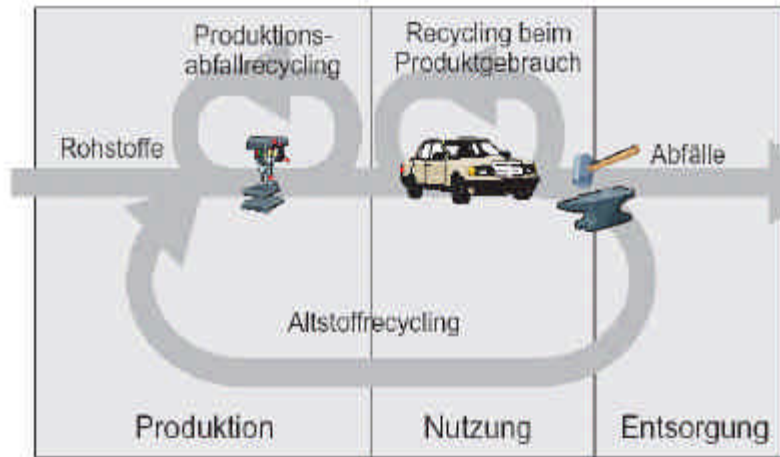 Produktions-
abfallrecycling
Recycling beim
Produktgebrauch
Rohstoffe
Abfälle
Altstoffrecycling
Produktion
Nutzung
Entsorgung